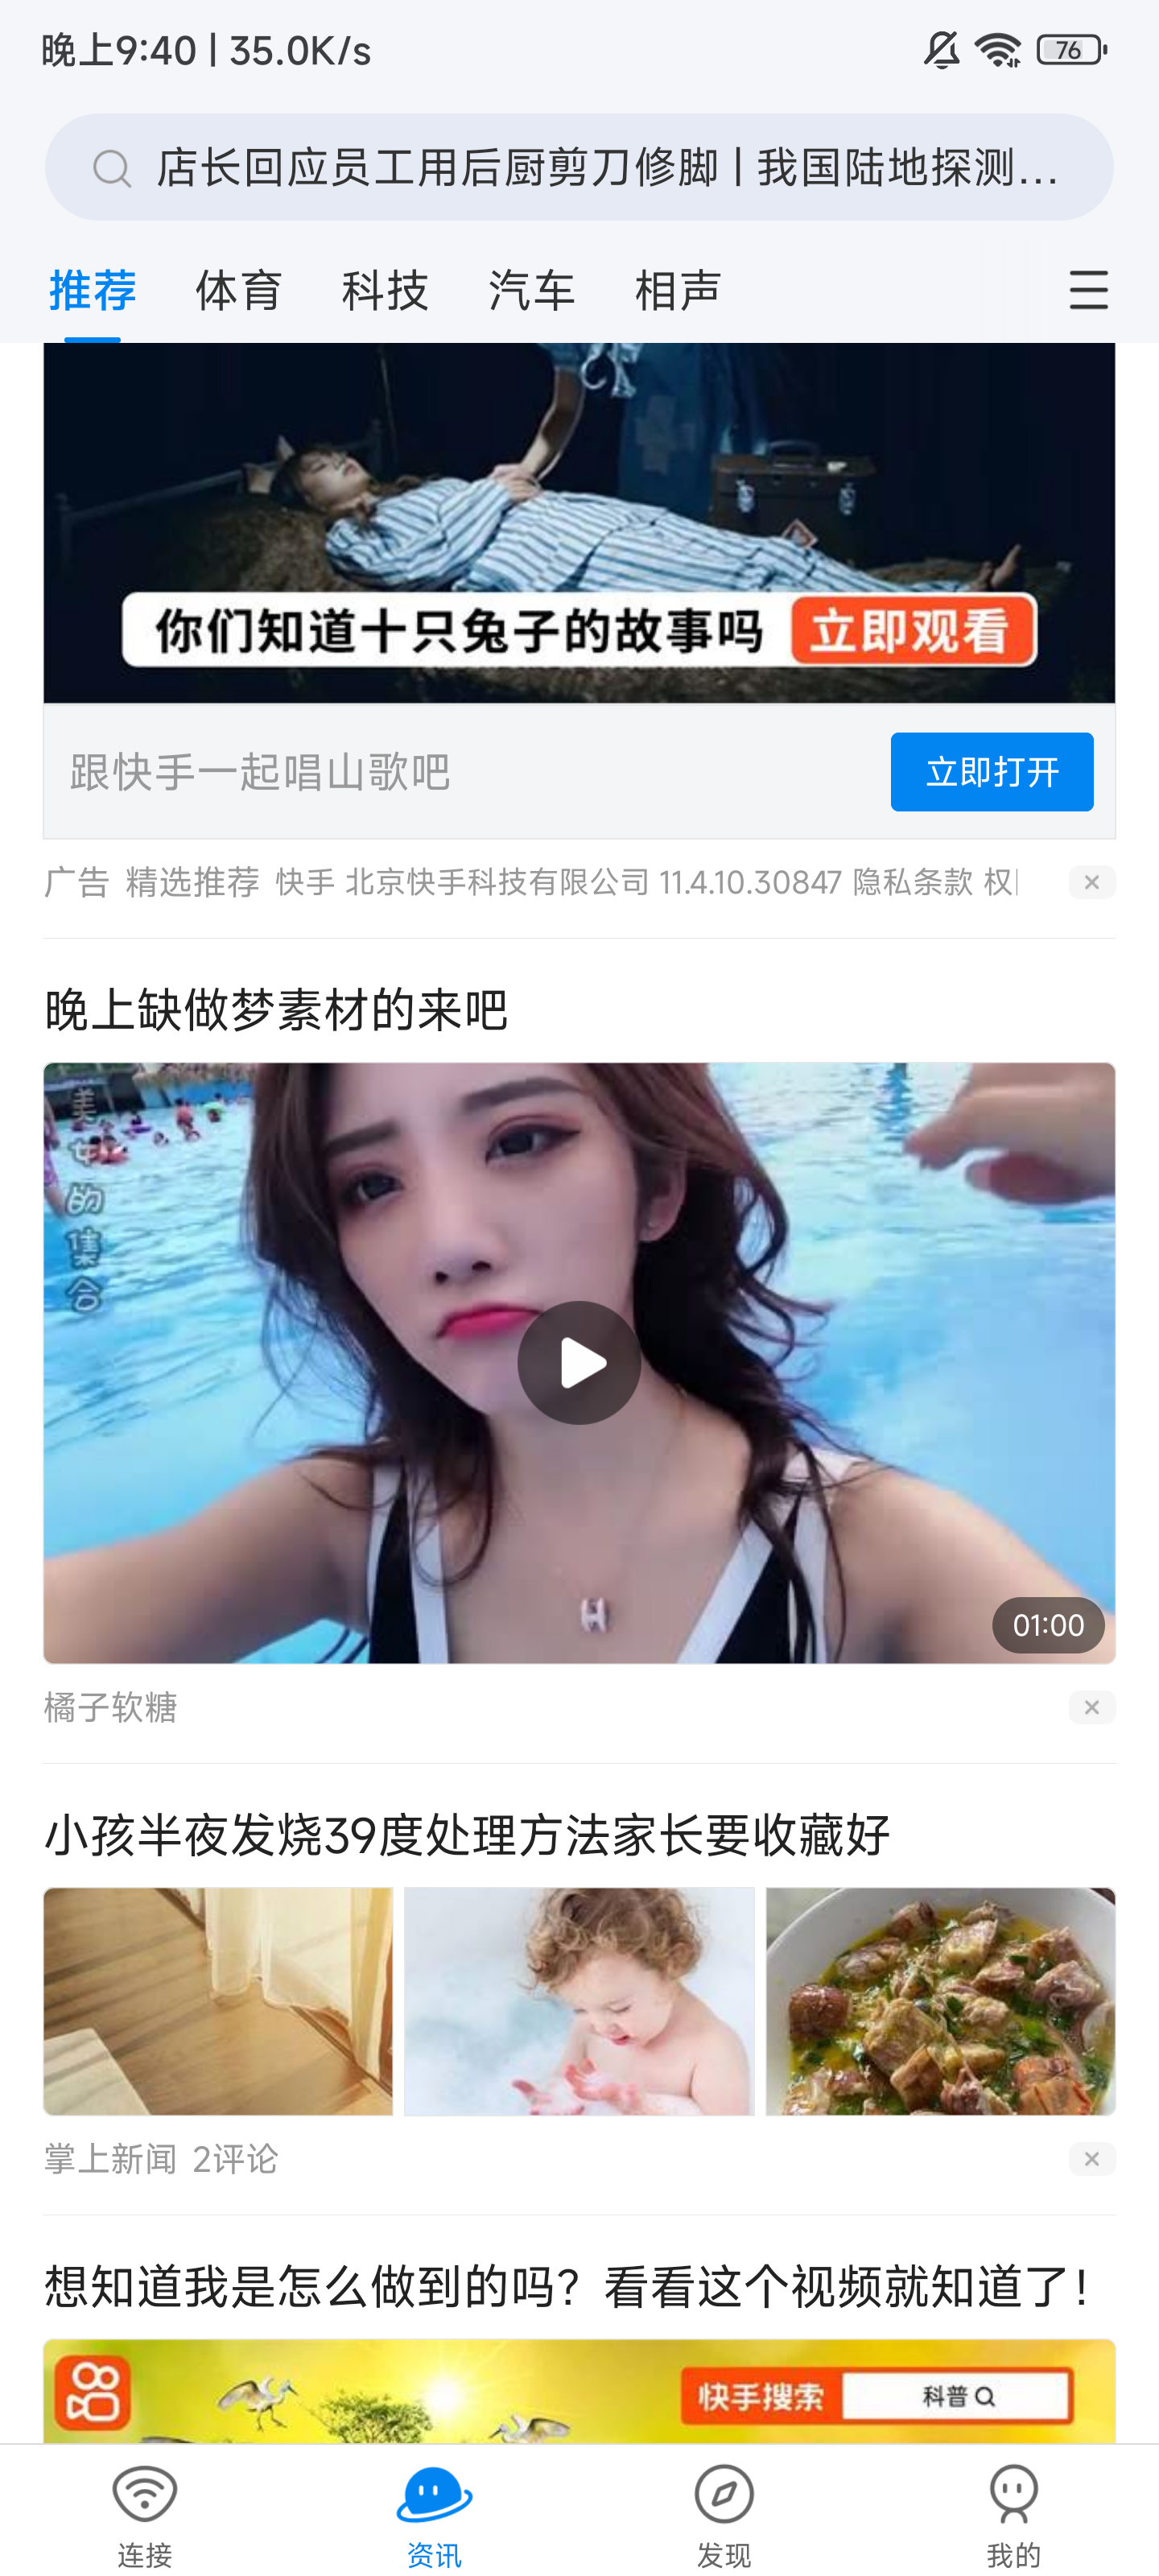 晚上9:40 | 35.0K/s
76
店长回应员工用后厨剪刀修脚 | 我国陆地探测...
推荐 体育 科技 汽车 相声
你们知道十只兔子的故事吗 立即观看
跟快手一起唱山歌吧 立即打开
广告 精选推荐 快手 北京快手科技有限公司 11.4.10.30847 隐私条款 权
晚上缺做梦素材的来吧
美女的集合
H
01:00
橘子软糖
小孩半夜发烧39度处理方法家长要收藏好
掌上新闻 2评论
想知道我是怎么做到的吗？看看这个视频就知道了！
快手搜索 科普
连接 资讯 发现 我的